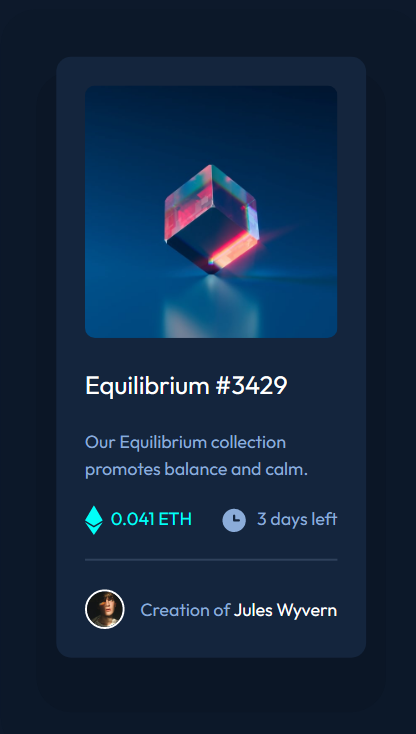 Equilibrium #3429
Our Equilibrium collection
promotes balance and calm.
0.041 ETH 3 days left
Creation of Jules Wyvern